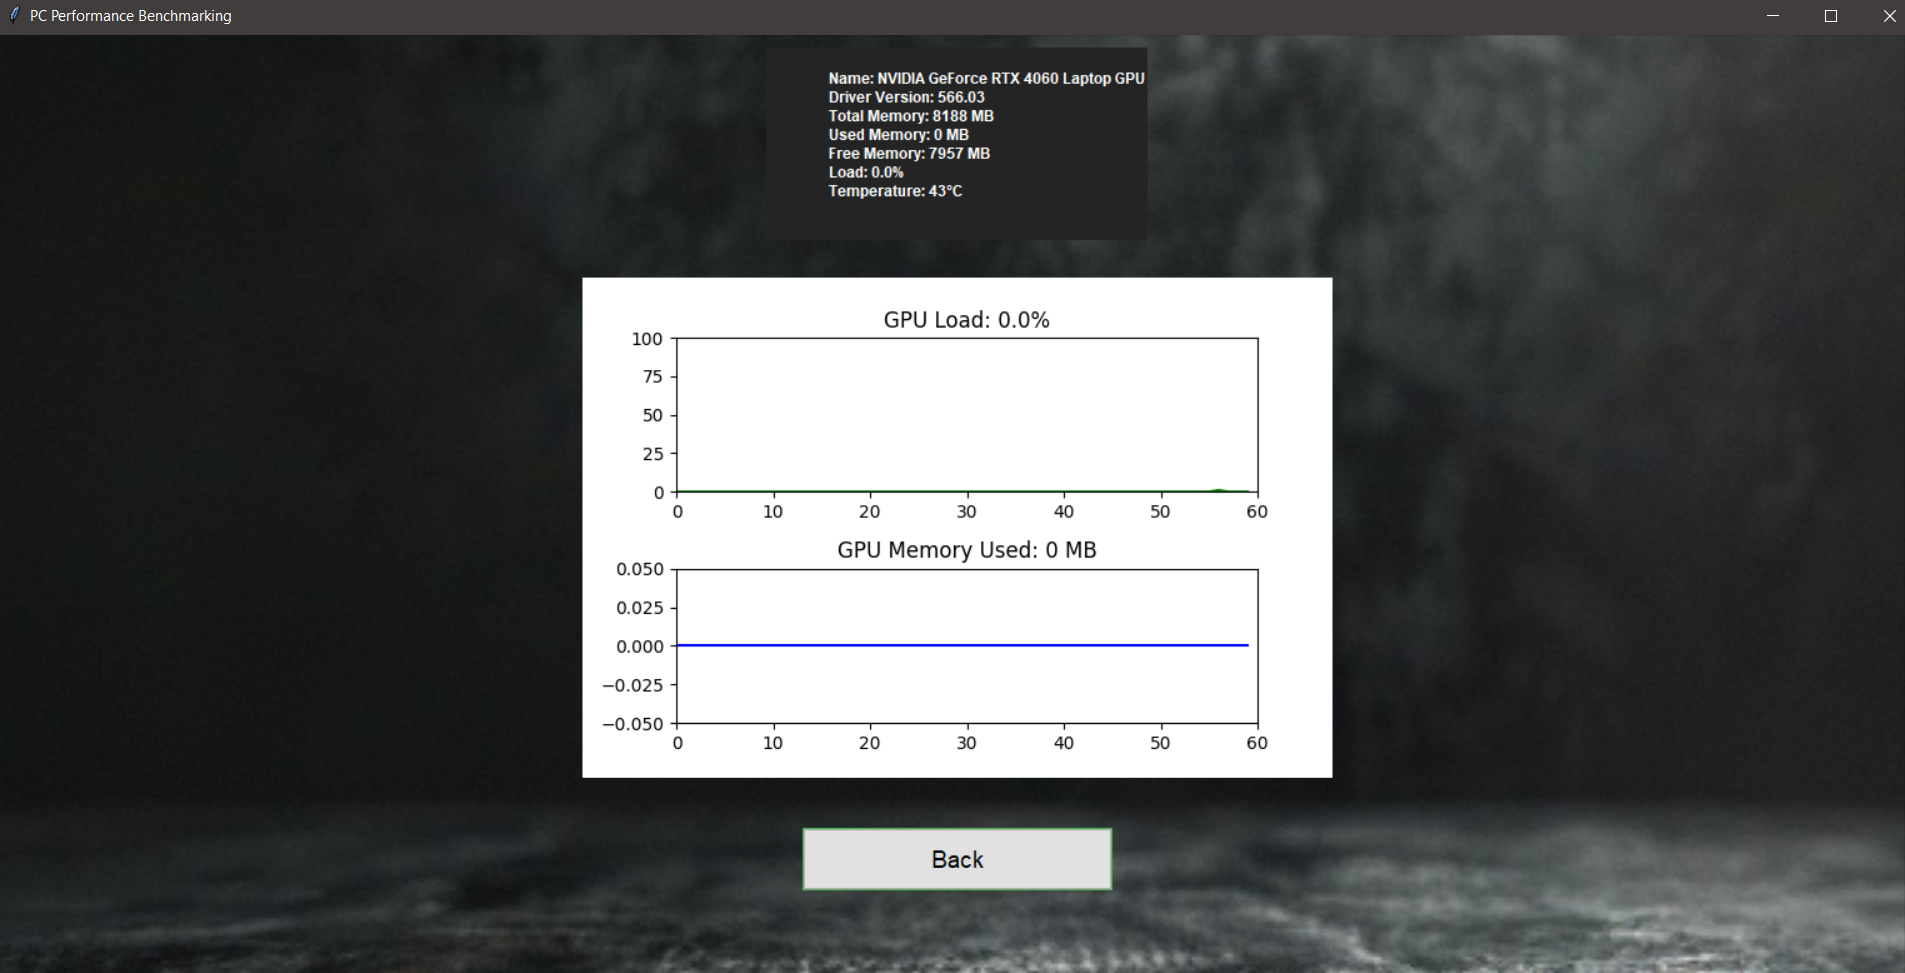 PC Performance Benchmarking
Name: NVIDIA GeForce RTX 4060 Laptop GPU
Driver Version: 566.03
Total Memory: 8188 MB
Used Memory: 0 MB
Free Memory: 7957 MB
Load: 0.0%
Temperature: 43°C
GPU Load: 0.0%
100
75
50
25
0
0 10 20 30 40 50 60
GPU Memory Used: 0 MB
0.050
0.025
0.000
−0.025
−0.050
0 10 20 30 40 50 60
Back